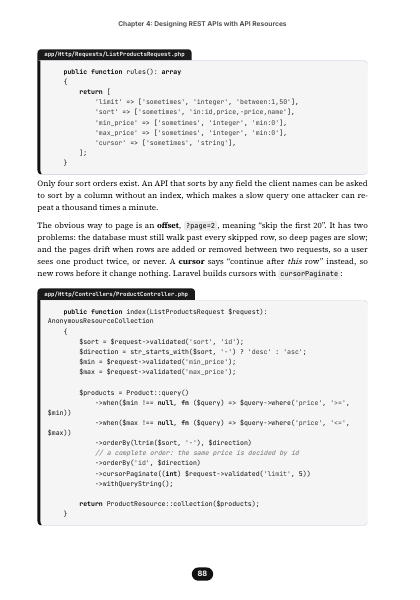 Chapter 4: Designing REST APIs with API Resources
app/Http/Requests/ListProductsRequest.php
public function rules(): array
{
return [
'limit' => ['sometimes', 'integer', 'between:1,50'],
'sort' => ['sometimes', 'in:id,price,-price,name'],
'min_price' => ['sometimes', 'integer', 'min:0'],
'max_price' => ['sometimes', 'integer', 'min:0'],
'cursor' => ['sometimes', 'string'],
];
}
Only four sort orders exist. An API that sorts by any field the client names can be asked
to sort by a column without an index, which makes a slow query one attacker can re-
peat a thousand times a minute.
The obvious way to page is an offset, ?page=2, meaning “skip the first 20”. It has two
problems: the database must still walk past every skipped row, so deep pages are slow;
and the pages drift when rows are added or removed between two requests, so a user
sees one product twice, or never. A cursor says “continue after this row” instead, so
new rows before it change nothing. Laravel builds cursors with cursorPaginate:
app/Http/Controllers/ProductController.php
public function index(ListProductsRequest $request):
AnonymousResourceCollection
{
$sort = $request->validated('sort', 'id');
$direction = str_starts_with($sort, '-') ? 'desc' : 'asc';
$min = $request->validated('min_price');
$max = $request->validated('max_price');
$products = Product::query()
->when($min !== null, fn ($query) => $query->where('price', '>=',
$min))
->when($max !== null, fn ($query) => $query->where('price', '<=',
$max))
->orderBy(ltrim($sort, '-'), $direction)
// a complete order: the same price is decided by id
->orderBy('id', $direction)
->cursorPaginate((int) $request->validated('limit', 5))
->withQueryString();
return ProductResource::collection($products);
}
88